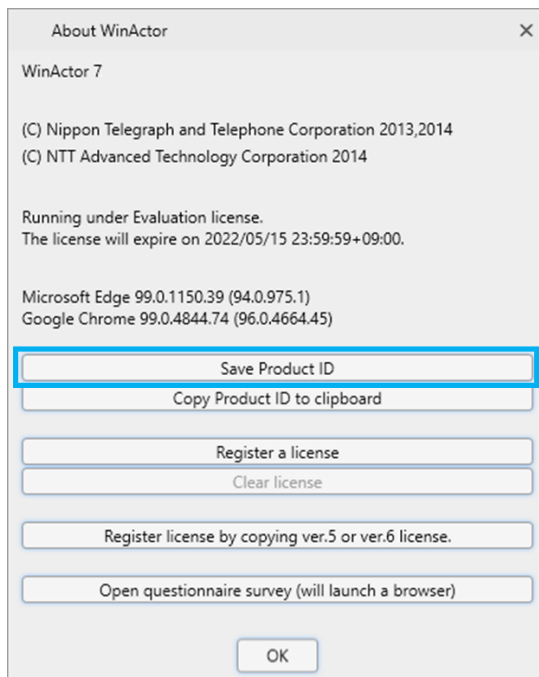 About WinActor
WinActor 7
(C) Nippon Telegraph and Telephone Corporation 2013,2014
(C) NTT Advanced Technology Corporation 2014
Running under Evaluation license.
The license will expire on 2022/05/15 23:59:59+09:00.
Microsoft Edge 99.0.1150.39 (94.0.975.1)
Google Chrome 99.0.4844.74 (96.0.4664.45)
Save Product ID
Copy Product ID to clipboard
Register a license
Clear license
Register license by copying ver.5 or ver.6 license.
Open questionnaire survey (will launch a browser)
OK